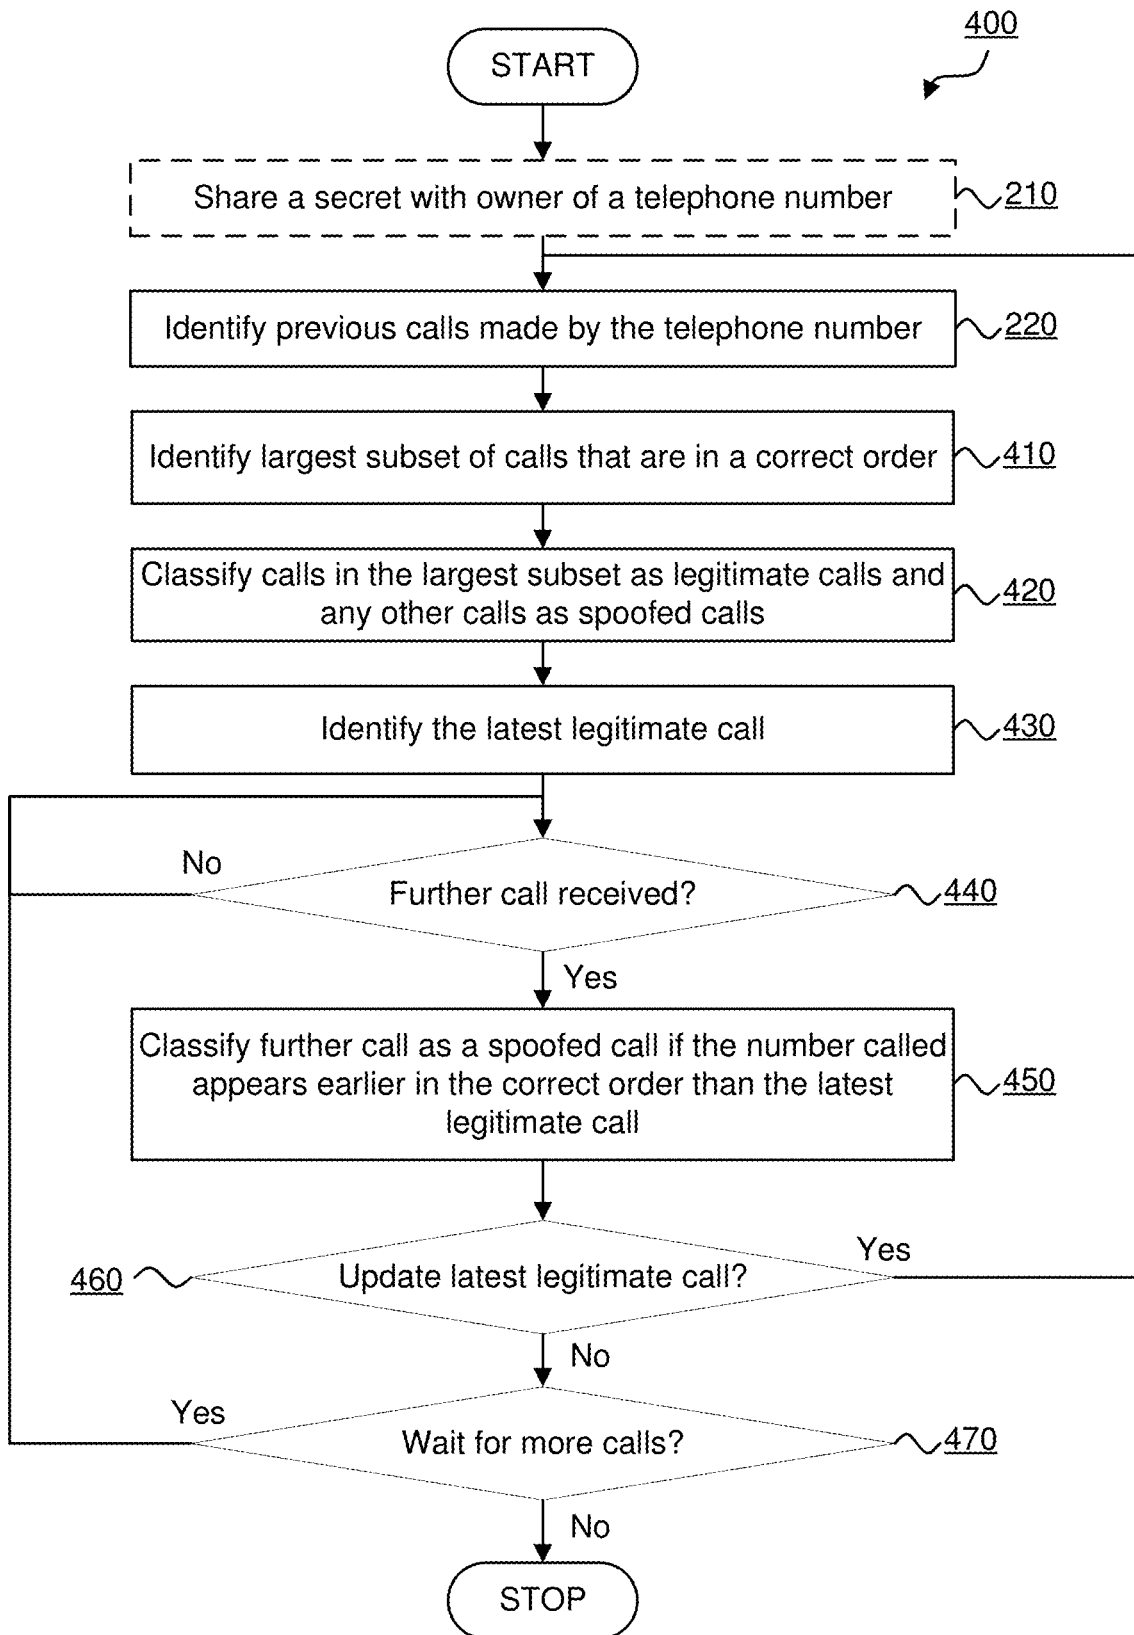 400
START
Share a secret with owner of a telephone number
210
Identify previous calls made by the telephone number
220
Identify largest subset of calls that are in a correct order
410
Classify calls in the largest subset as legitimate calls and
any other calls as spoofed calls
420
Identify the latest legitimate call
430
No
Further call received?
440
Yes
Classify further call as a spoofed call if the number called
appears earlier in the correct order than the latest
legitimate call
450
Yes
460
Update latest legitimate call?
No
Yes
Wait for more calls?
470
No
STOP